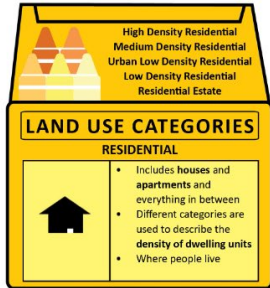 High Density Residential
Medium Density Residential
Urban Low Density Residential
Low Density Residential
Residential Estate
LAND USE CATEGORIES
RESIDENTIAL
• Includes houses and
apartments and
everything in between
• Different categories are
used to describe the
density of dwelling units
• Where people live